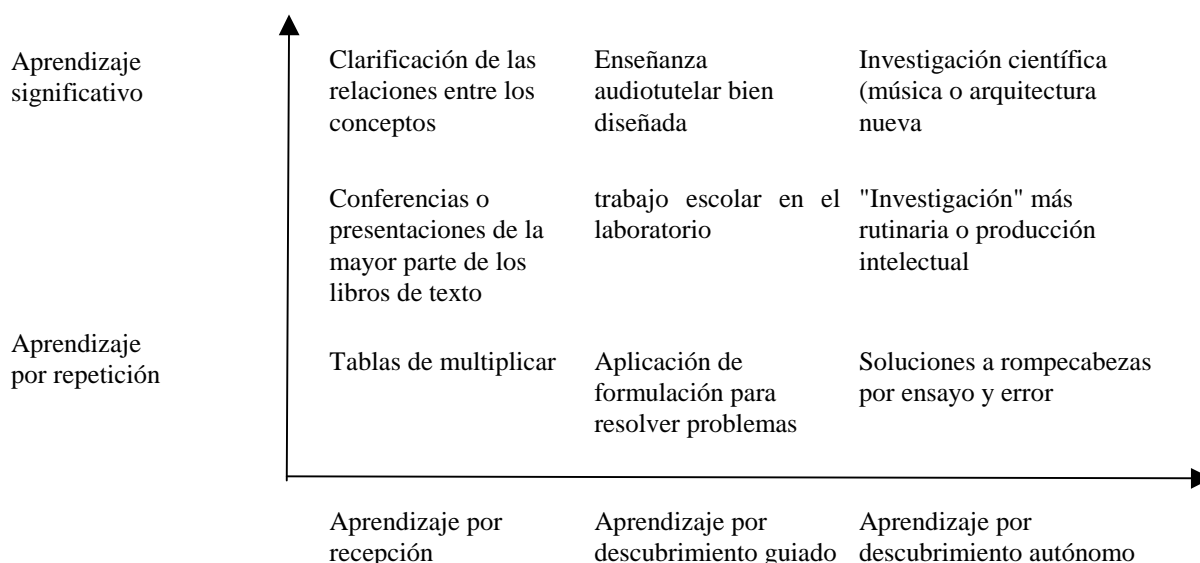 Aprendizaje
significativo
Clarificación de las
relaciones entre los
conceptos
Enseñanza
audiotutelar bien
diseñada
Investigación científica
(música o arquitectura
nueva
Conferencias o
presentaciones de la
mayor parte de los
libros de texto
trabajo escolar en el
laboratorio
"Investigación" más
rutinaria o producción
intelectual
Aprendizaje
por repetición
Tablas de multiplicar
Aplicación de
formulación para
resolver problemas
Soluciones a rompecabezas
por ensayo y error
Aprendizaje por
recepción
Aprendizaje por
descubrimiento guiado
Aprendizaje por
descubrimiento autónomo